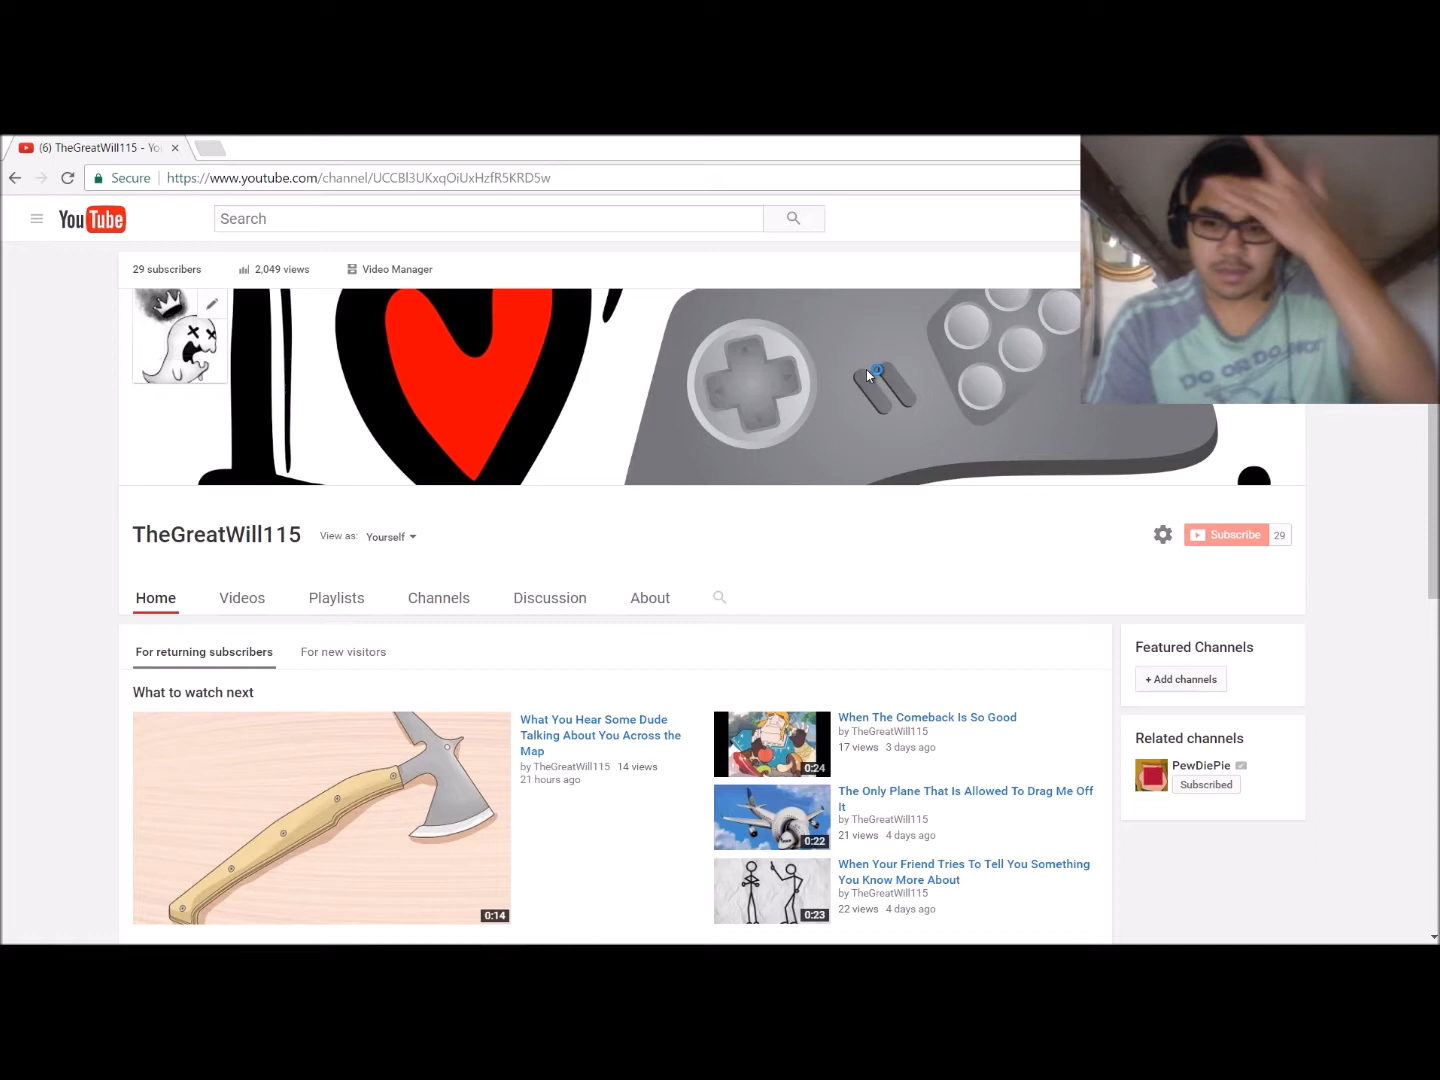 (6) TheGreatWill115 - Yo
Secure
https://www.youtube.com/channel/UCCBl3UKxqOiUxHzfR5KRD5w
YouTube
Search
29 subscribers
2,049 views
Video Manager
I
DO OR DO NOT
TheGreatWill115
View as:
Yourself
Subscribe
29
Home
Videos
Playlists
Channels
Discussion
About
For returning subscribers
For new visitors
What to watch next
0:14
What You Hear Some Dude
Talking About You Across the
Map
by TheGreatWill115
14 views
21 hours ago
0:24
When The Comeback Is So Good
by TheGreatWill115
17 views
3 days ago
0:22
The Only Plane That Is Allowed To Drag Me Off
It
by TheGreatWill115
21 views
4 days ago
0:23
When Your Friend Tries To Tell You Something
You Know More About
by TheGreatWill115
22 views
4 days ago
Featured Channels
+ Add channels
Related channels
PewDiePie
Subscribed